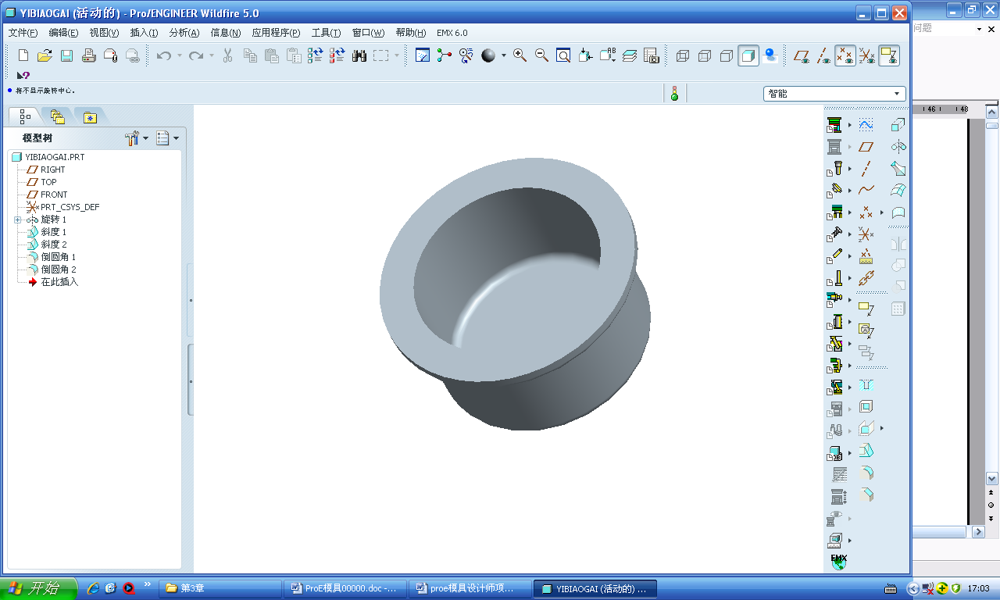 YIBIAOGAI (活动的) - Pro/ENGINEER Wildfire 5.0
文件(F) 编辑(E) 视图(V) 插入(I) 分析(A) 信息(N) 应用程序(P) 工具(T) 窗口(W) 帮助(H) EMX 6.0
问题
将不显示旋转中心。
智能
46 48
模型树
YIBIAOGAI.PRT
RIGHT
TOP
FRONT
PRT_CSYS_DEF
旋转 1
斜度 1
斜度 2
倒圆角 1
倒圆角 2
在此插入
EMX
开始 第3章 ProE模具00000.doc -... proe模具设计师项... YIBIAOGAI (活动的) ... 17:03